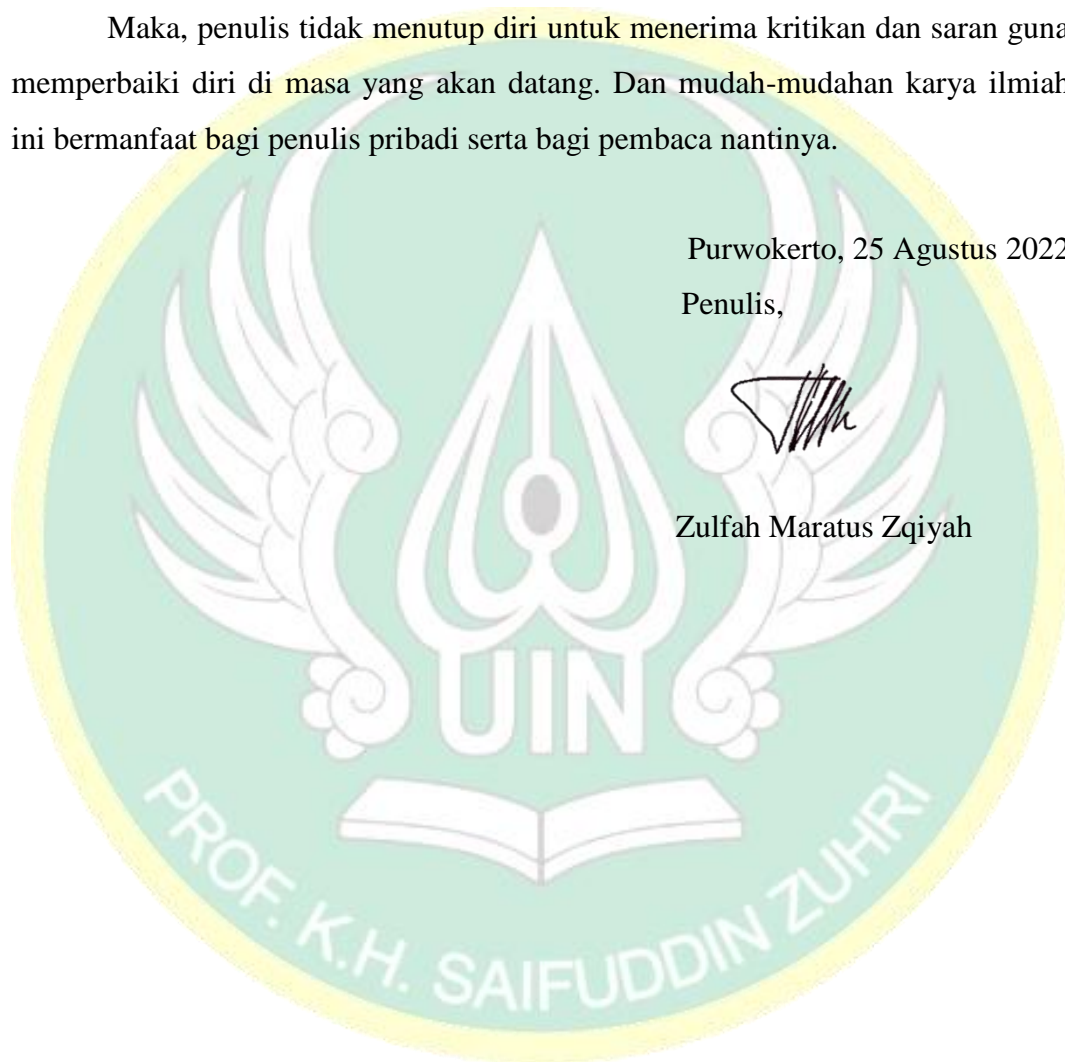 Maka, penulis tidak menutup diri untuk menerima kritikan dan saran guna
memperbaiki diri di masa yang akan datang. Dan mudah-mudahan karya ilmiah
ini bermanfaat bagi penulis pribadi serta bagi pembaca nantinya.
Purwokerto, 25 Agustus 2022
Penulis,
Zulfah Maratus Zqiyah
UIN
PROF. K.H. SAIFUDDIN ZUHRI